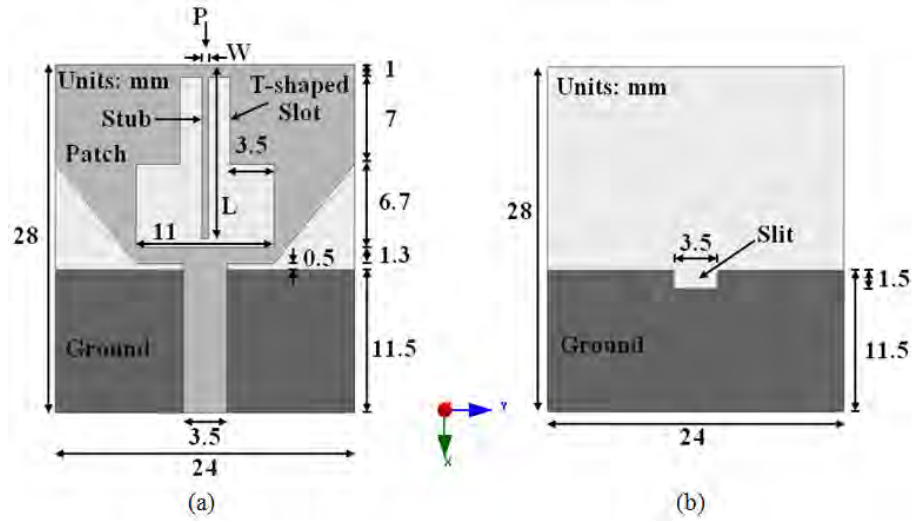 P
W
Units: mm
1
T-shaped
Slot
Stub
7
3.5
Patch
L
6.7
28
11
0.5
1.3
Ground
11.5
3.5
24
(a)
Y
X
Units: mm
28
3.5
Slit
1.5
Ground
11.5
24
(b)